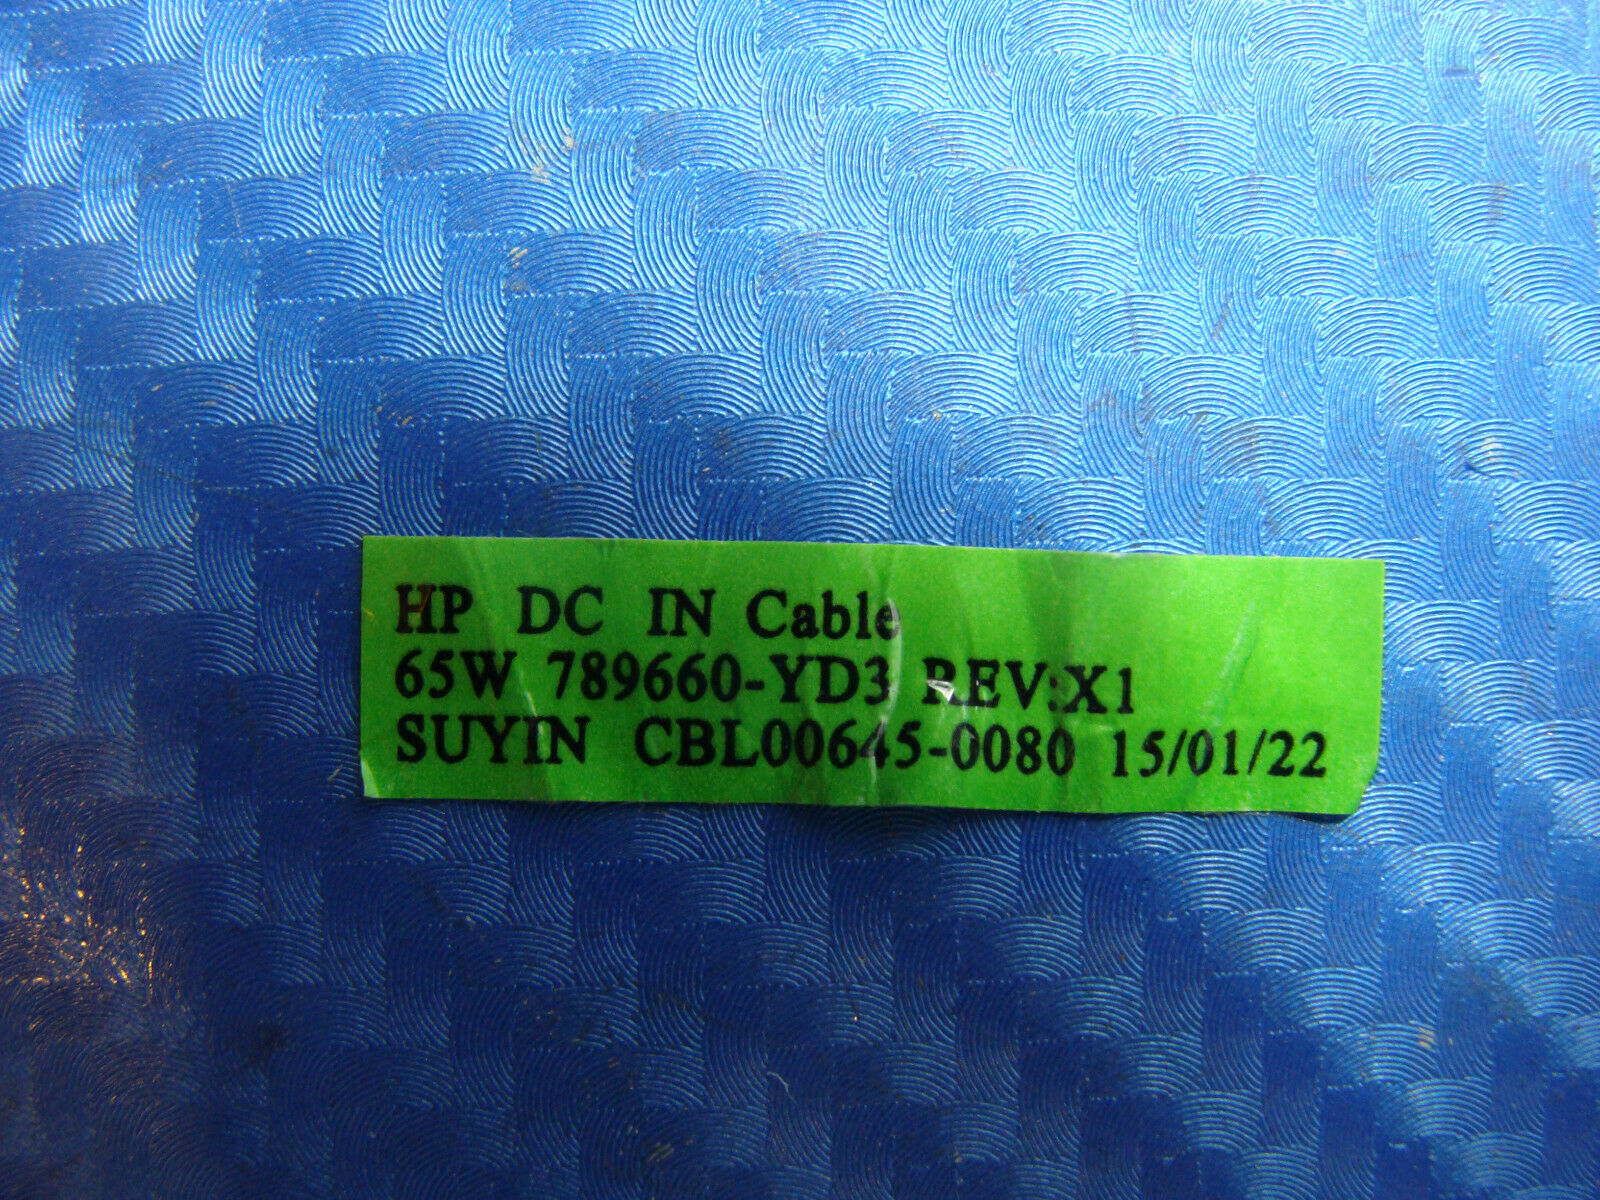 HP DC IN Cable
65W 789660-YD3 REV:X1
SUYIN CBL00645-0080 15/01/22